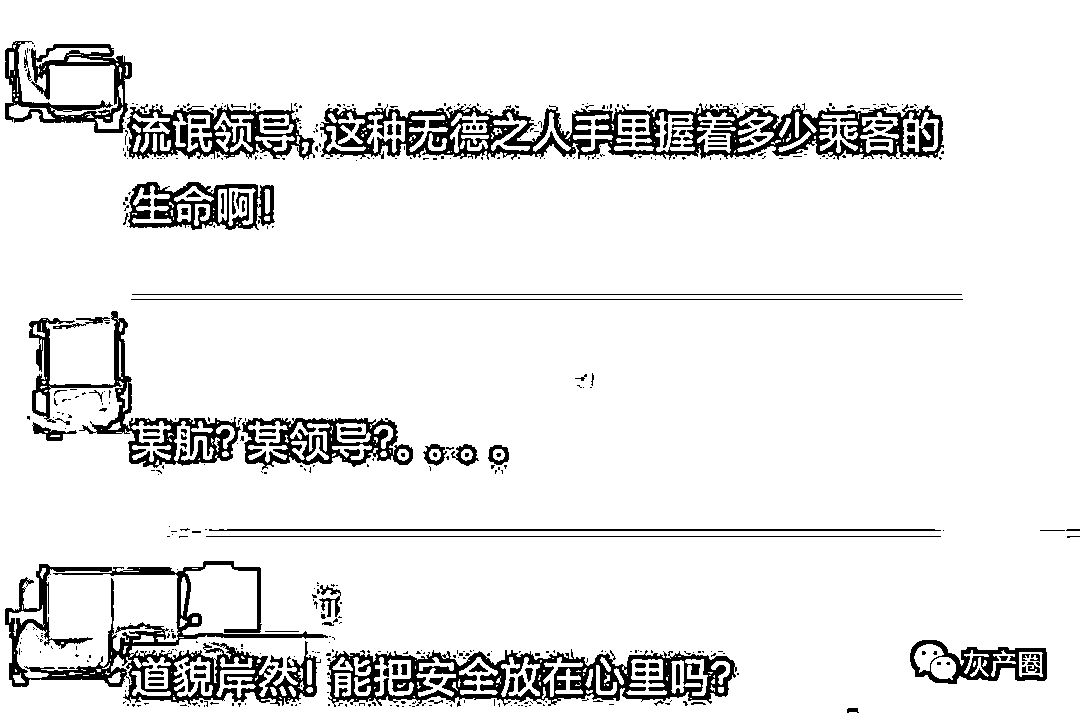 流氓领导，这种无德之人手里握着多少乘客的
生命啊！
某航？某领导？。。。。
道貌岸然！能把安全放在心里吗？
灰产圈